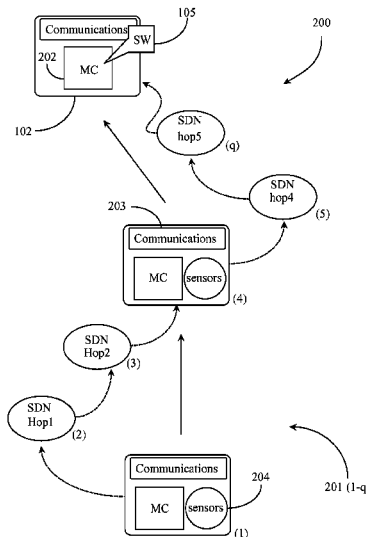 105
Communications
SW
200
202
MC
102
SDN
hop5
(q)
SDN
hop4
(5)
203
Communications
MC
sensors
(4)
SDN
Hop2
(3)
SDN
Hop1
(2)
Communications
204
MC
sensors
(1)
201 (1-q